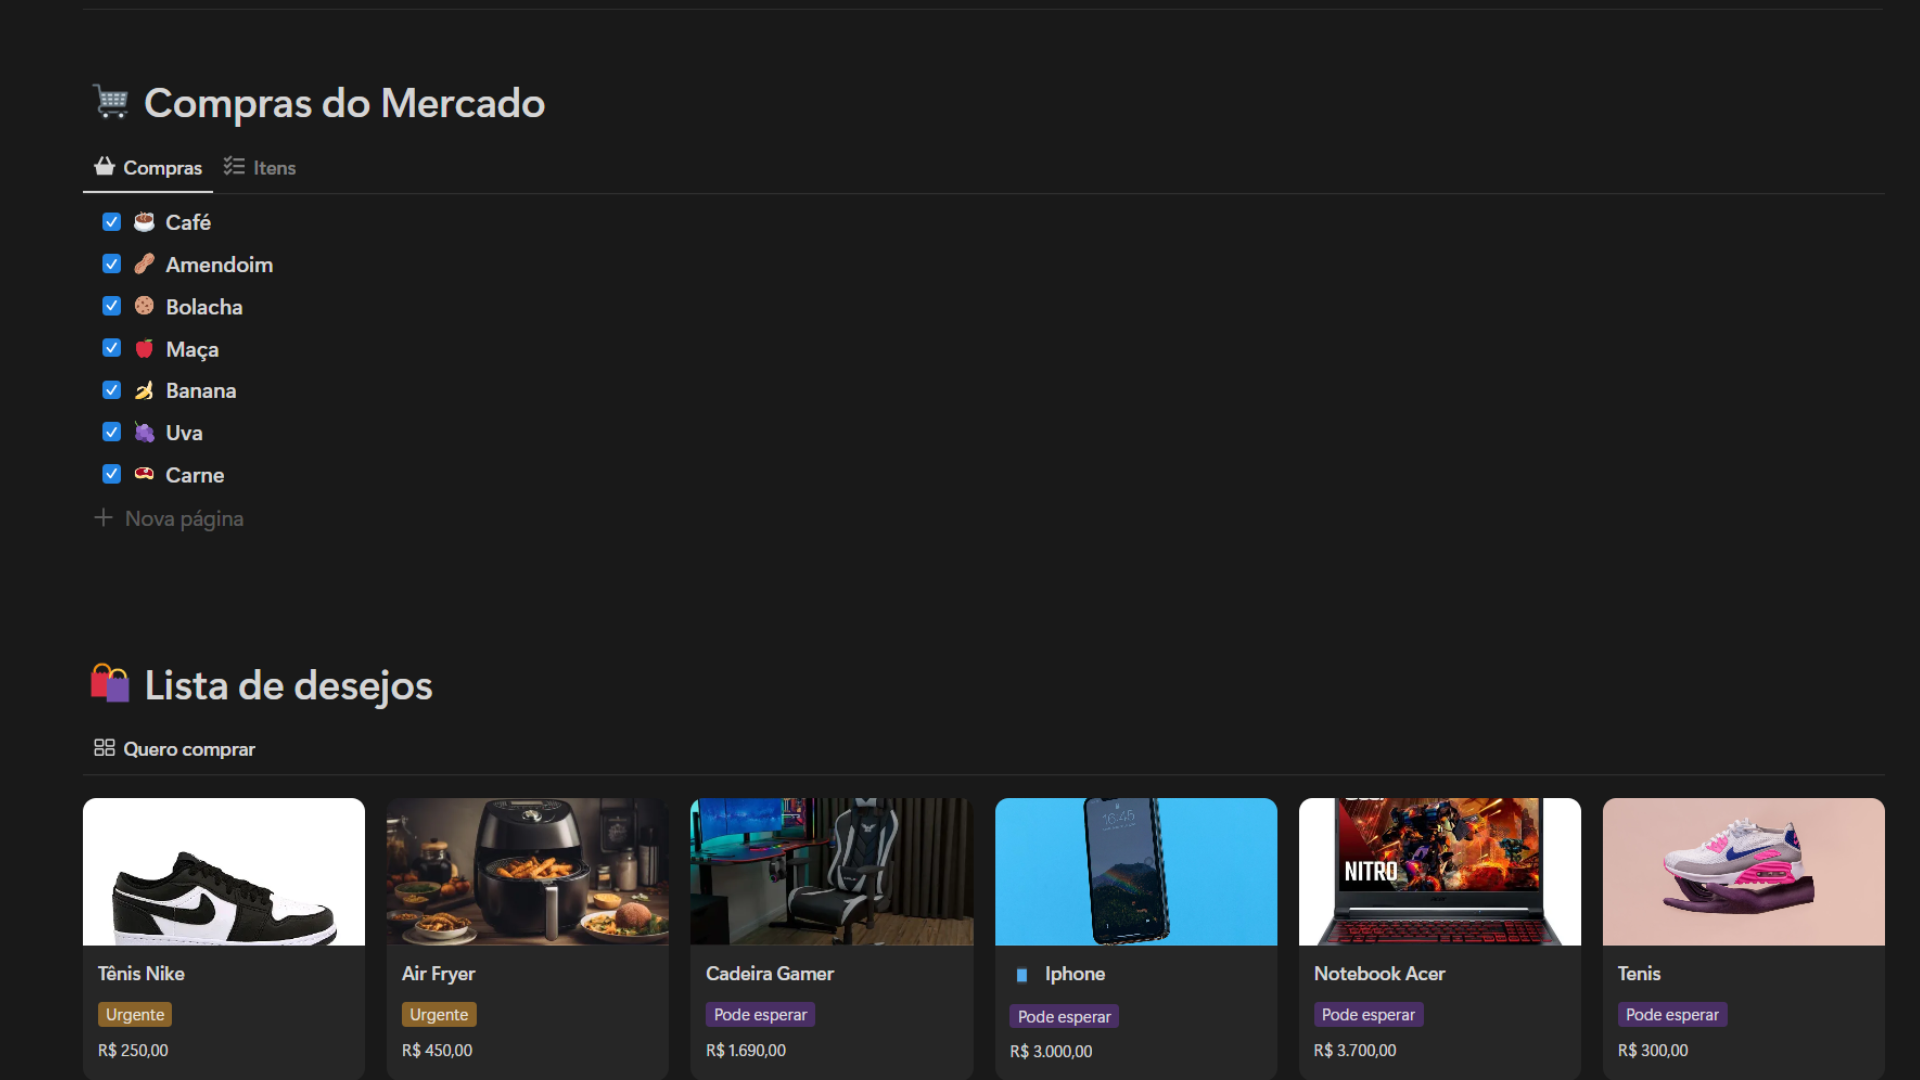 Compras do Mercado
Compras Itens
Café
Amendoim
Bolacha
Maça
Banana
Uva
Carne
+ Nova página
Lista de desejos
Quero comprar
16:45
NITRO
Tênis Nike
Urgente
R$ 250,00
Air Fryer
Urgente
R$ 450,00
Cadeira Gamer
Pode esperar
R$ 1.690,00
Iphone
Pode esperar
R$ 3.000,00
Notebook Acer
Pode esperar
R$ 3.700,00
Tenis
Pode esperar
R$ 300,00